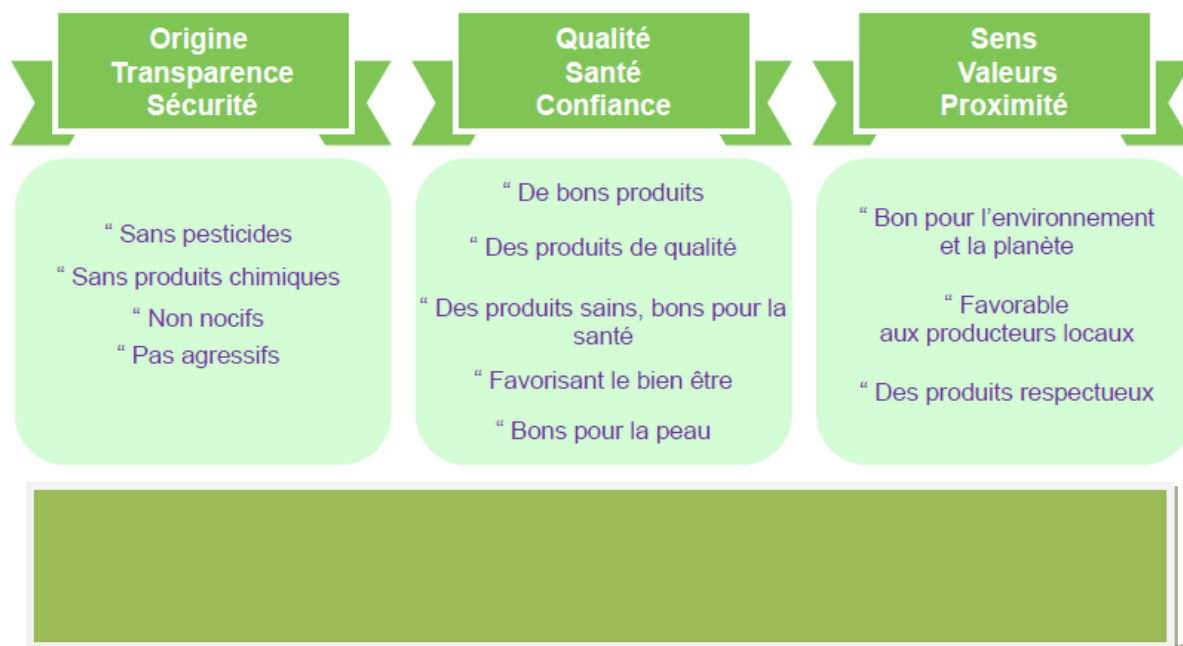 Origine
Transparence
Sécurité
“ Sans pesticides
“ Sans produits chimiques
“ Non nocifs
“ Pas agressifs
Qualité
Santé
Confiance
“ De bons produits
“ Des produits de qualité
“ Des produits sains, bons pour la
santé
“ Favorisant le bien être
“ Bons pour la peau
Sens
Valeurs
Proximité
“ Bon pour l’environnement
et la planète
“ Favorable
aux producteurs locaux
“ Des produits respectueux